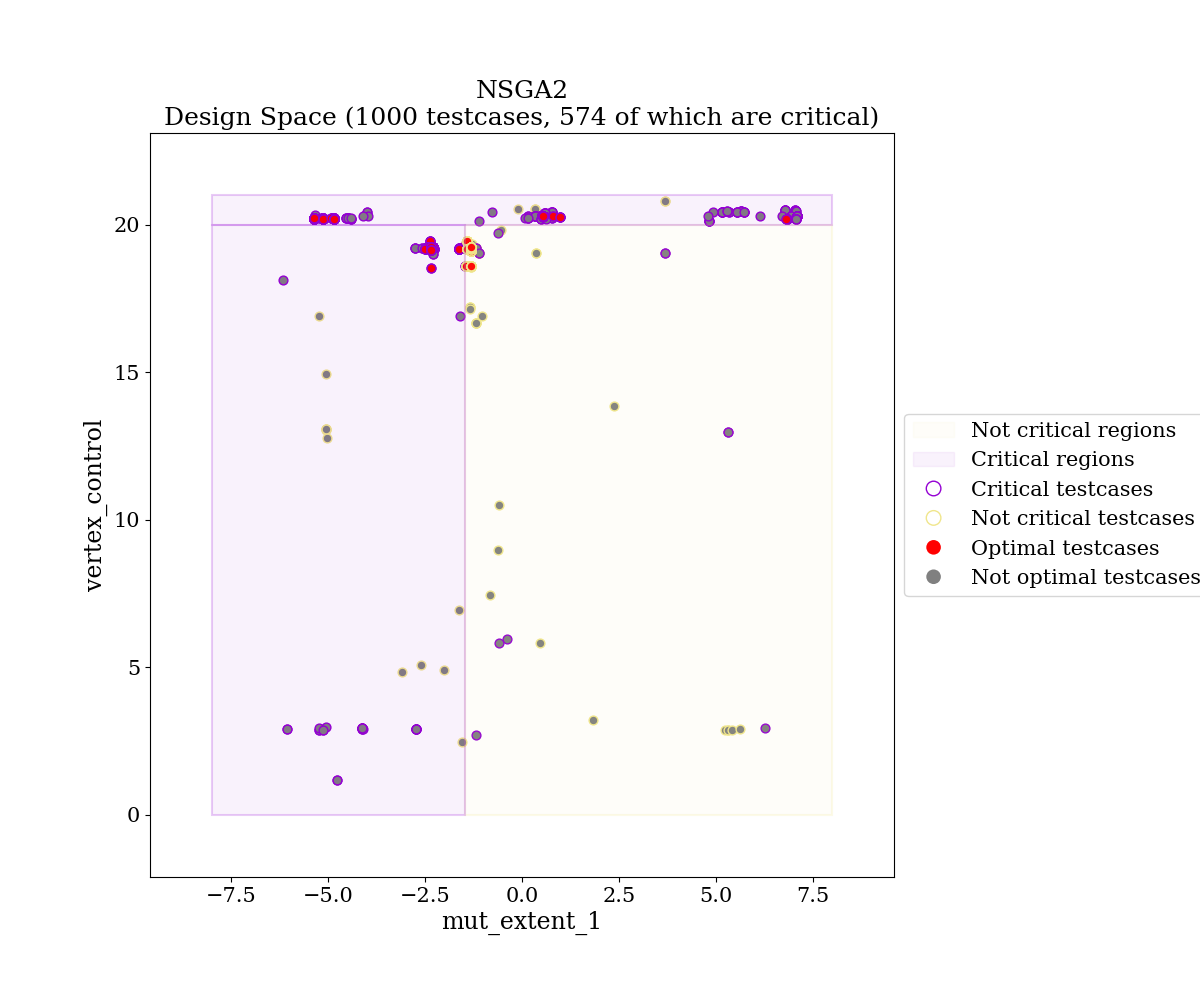 NSGA2
Design Space (1000 testcases, 574 of which are critical)
20
15
10
5
0
vertex_control
−7.5
−5.0
−2.5
0.0
2.5
5.0
7.5
mut_extent_1
Not critical regions
Critical regions
Critical testcases
Not critical testcases
Optimal testcases
Not optimal testcases